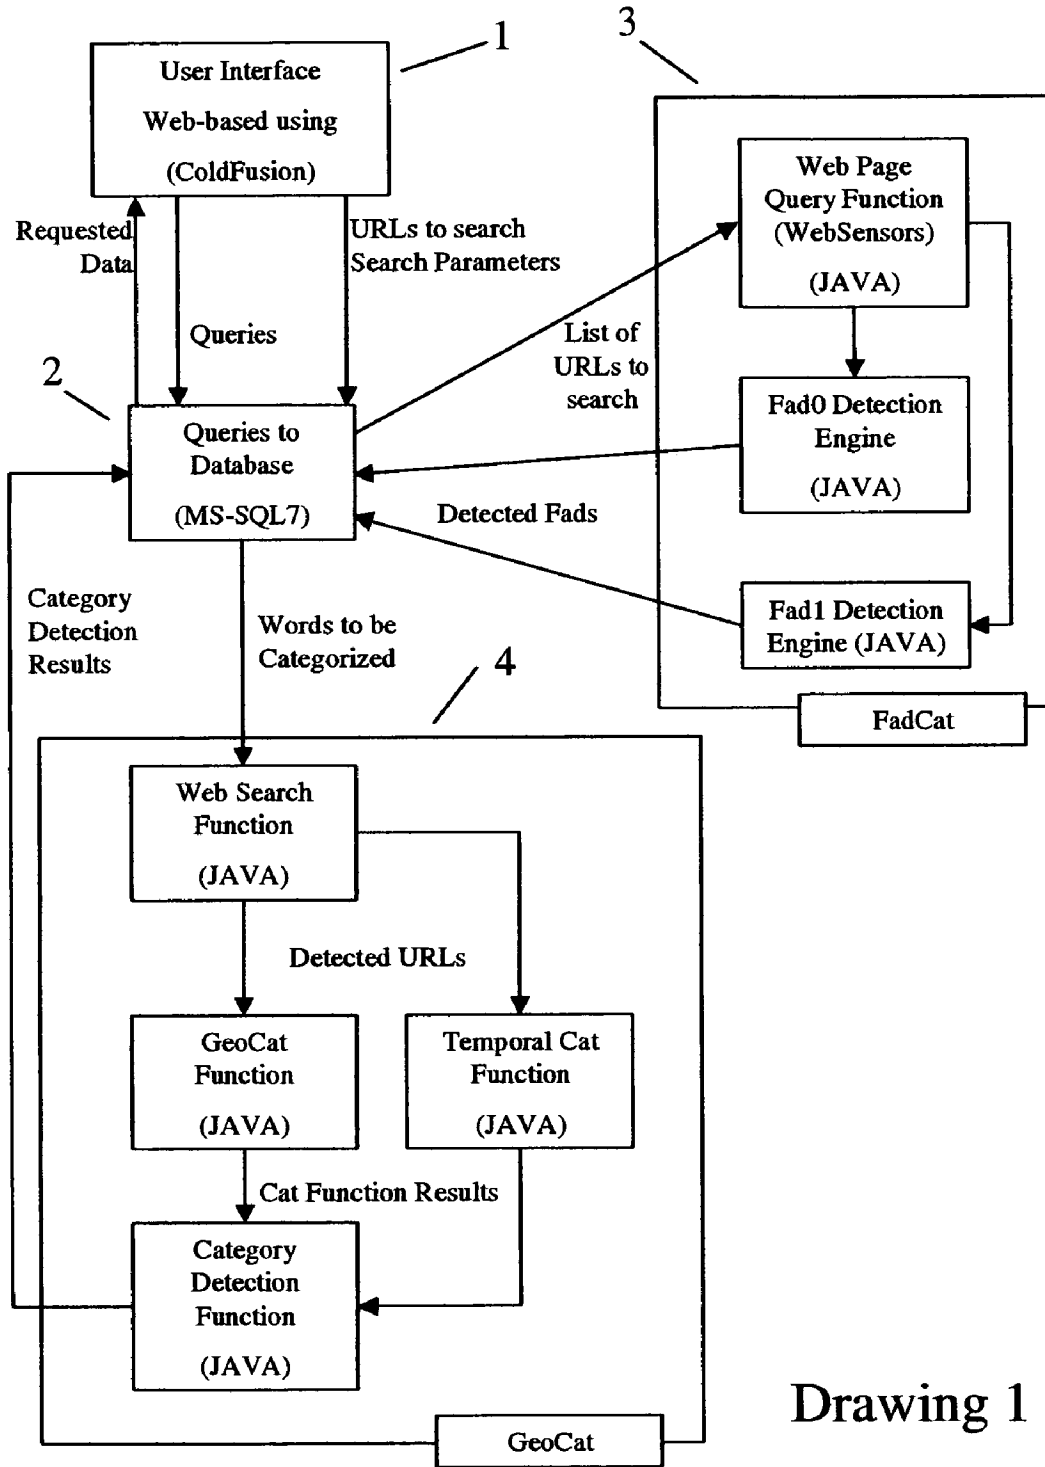 1
User Interface
Web-based using
(ColdFusion)
3
Web Page
Query Function
(WebSensors)
(JAVA)
Requested
Data
URLs to search
Search Parameters
Queries
List of
URLs to
search
2
Queries to
Database
(MS-SQL7)
Fad0 Detection
Engine
(JAVA)
Detected Fads
Fad1 Detection
Engine (JAVA)
FadCat
Category
Detection
Results
Words to be
Categorized
4
Web Search
Function
(JAVA)
Detected URLs
GeoCat
Function
(JAVA)
Temporal Cat
Function
(JAVA)
Cat Function Results
Category
Detection
Function
(JAVA)
GeoCat
Drawing 1